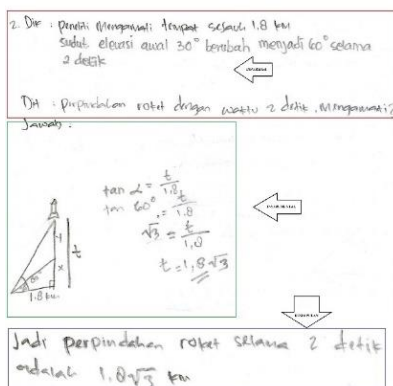 2. Dik : peneliti mengamati tempat sejauh 1.8 km
sudut elevasi awal 30° berubah menjadi 60° selama
2 detik
Dit : perpindahan roket dengan waktu 2 detik, mengamati?
Jawab :
tan α = t/1,8
tan 60° = t/1,8
√3 = t/1,8
t = 1,8√3
y
x
t
60°
1.8 km
Jadi perpindahan roket selama 2 detik
adalah 1,8√3 km